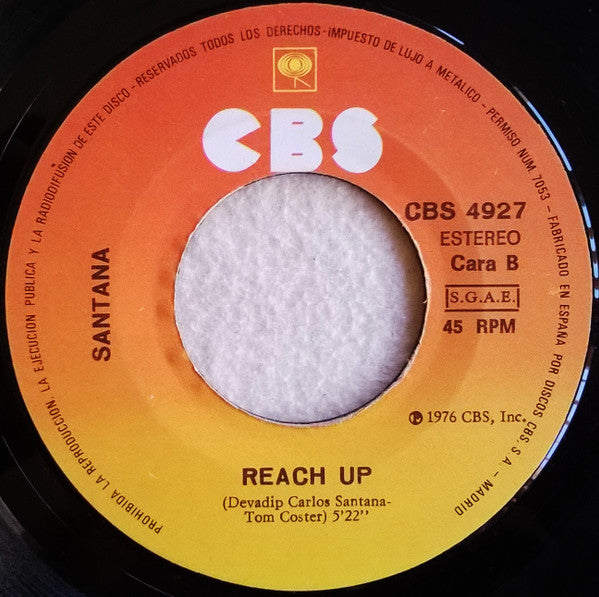 PROHIBIDA LA REPRODUCCION, LA EJECUCION PUBLICA Y LA RADIODIFUSION DE ESTE DISCO - RESERVADOS TODOS LOS DERECHOS - IMPUESTO DE LUJO A METALICO - PERMISO NUM. 7053 - FABRICADO EN ESPAÑA POR DISCOS CBS, S.A - MADRID
CBS
CBS 4927
ESTEREO
Cara B
S.G.A.E.
45 RPM
SANTANA
℗ 1976 CBS, Inc.
REACH UP
(Devadip Carlos Santana-
Tom Coster) 5'22''